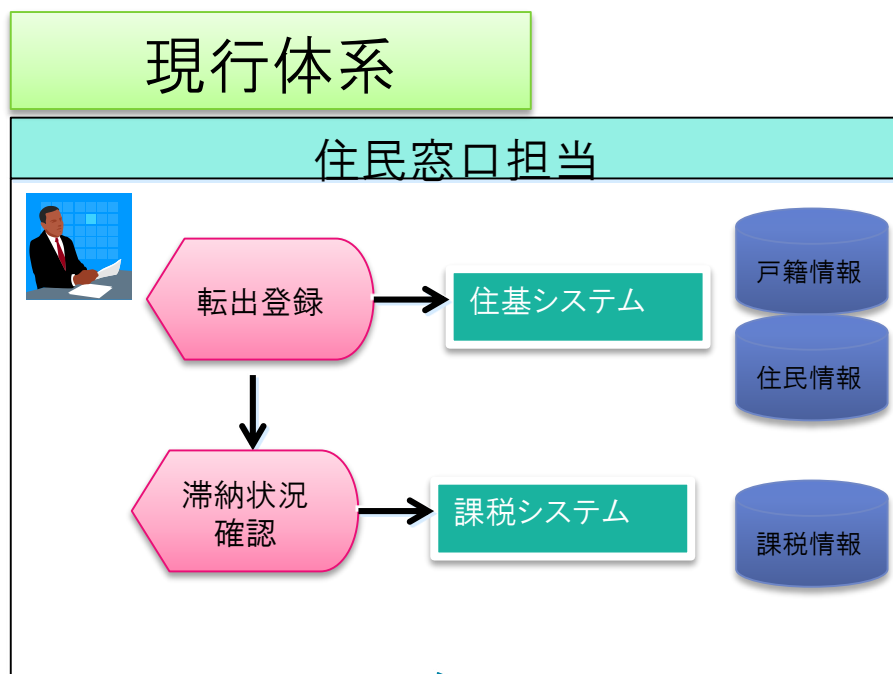 現行体系
住民窓口担当
転出登録
住基システム
戸籍情報
住民情報
滞納状況
確認
課税システム
課税情報